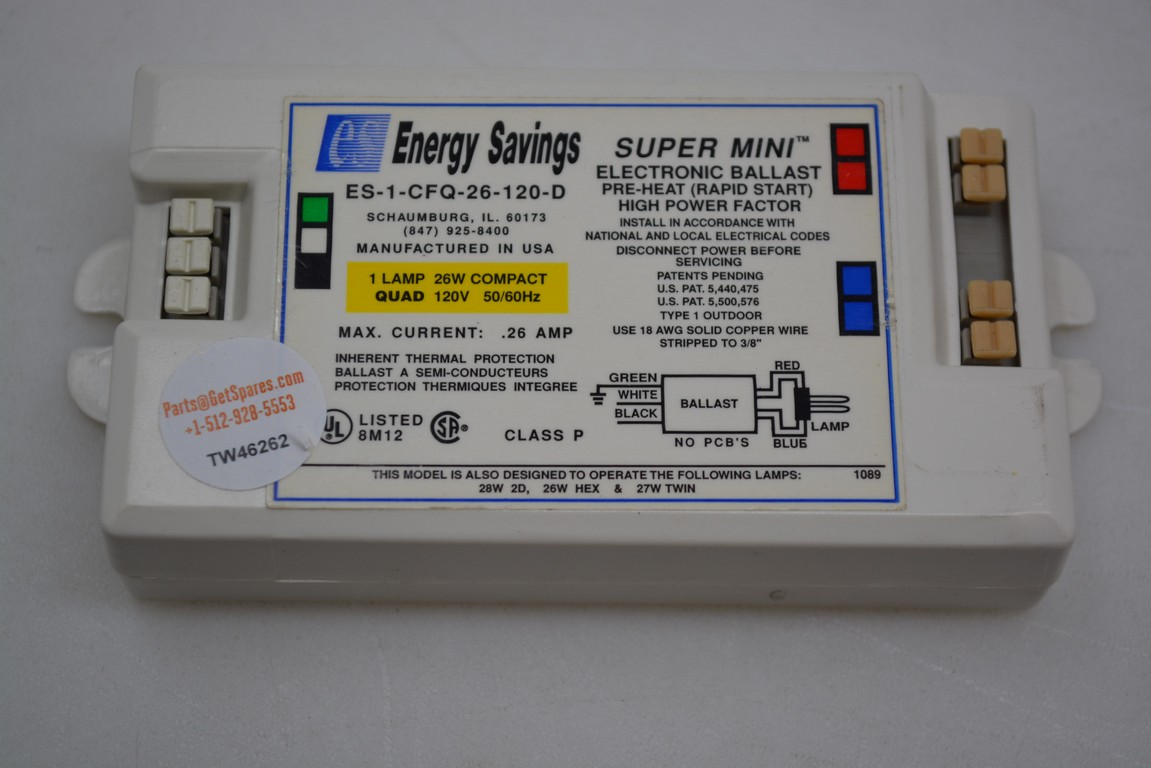 es Energy Savings
ES-1-CFQ-26-120-D
SCHAUMBURG, IL. 60173
(847) 925-8400
MANUFACTURED IN USA
1 LAMP 26W COMPACT
QUAD 120V 50/60Hz
MAX. CURRENT: .26 AMP
INHERENT THERMAL PROTECTION
BALLAST A SEMI-CONDUCTEURS
PROTECTION THERMIQUES INTEGREE
UL LISTED
8M12
SA®
CLASS P
SUPER MINI™
ELECTRONIC BALLAST
PRE-HEAT (RAPID START)
HIGH POWER FACTOR
INSTALL IN ACCORDANCE WITH
NATIONAL AND LOCAL ELECTRICAL CODES
DISCONNECT POWER BEFORE
SERVICING
PATENTS PENDING
U.S. PAT. 5,440,475
U.S. PAT. 5,500,576
TYPE 1 OUTDOOR
USE 18 AWG SOLID COPPER WIRE
STRIPPED TO 3/8"
GREEN
WHITE
BLACK
BALLAST
RED
BLUE
LAMP
NO PCB'S
THIS MODEL IS ALSO DESIGNED TO OPERATE THE FOLLOWING LAMPS:
28W 2D, 26W HEX & 27W TWIN
1089
Parts@GetSpares.com
+1-512-928-5553
TW46262